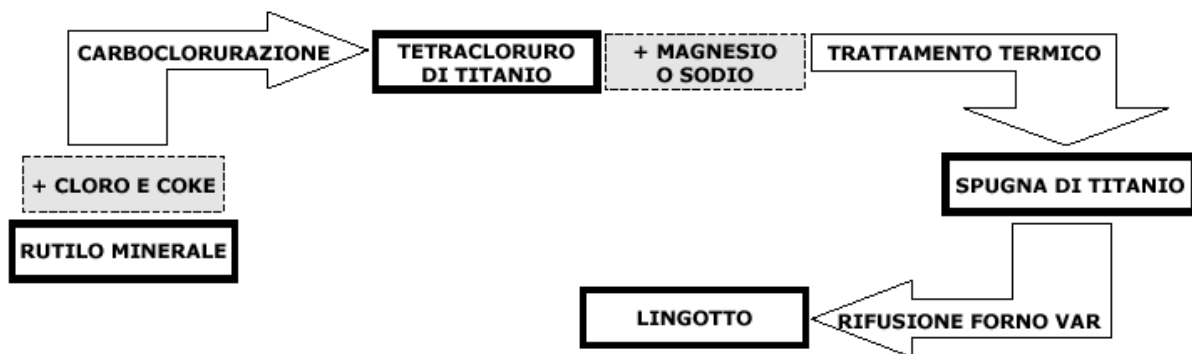 CARBOCLORURAZIONE
TETRACLORURO
DI TITANIO
+ MAGNESIO
O SODIO
TRATTAMENTO TERMICO
+ CLORO E COKE
RUTILO MINERALE
SPUGNA DI TITANIO
RIFUSIONE FORNO VAR
LINGOTTO